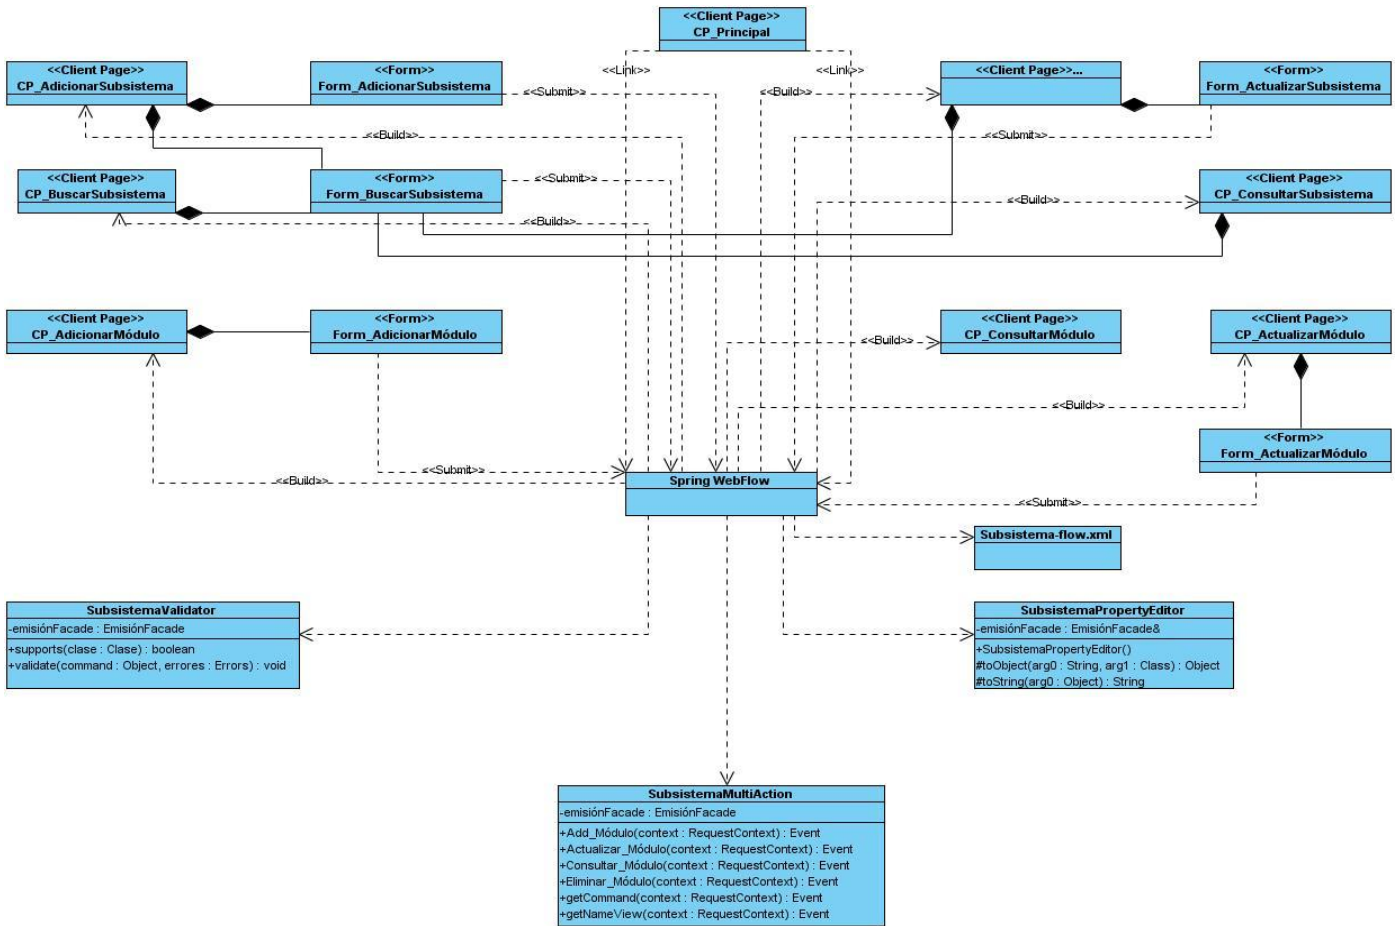 <<Client Page>>
CP_Principal
<<Link>>
<<Link>>
<<Client Page>>
CP_AdicionarSubsistema
<<Form>>
Form_AdicionarSubsistema
<<Submit>>
<<Build>>
<<Client Page>>...
<<Form>>
Form_ActualizarSubsistema
<<Build>>
<<Submit>>
<<Client Page>>
CP_BuscarSubsistema
<<Form>>
Form_BuscarSubsistema
<<Submit>>
<<Build>>
<<Build>>
<<Client Page>>
CP_ConsultarSubsistema
<<Client Page>>
CP_AdicionarMódulo
<<Form>>
Form_AdicionarMódulo
<<Build>>
<<Client Page>>
CP_ConsultarMódulo
<<Client Page>>
CP_ActualizarMódulo
<<Build>>
<<Form>>
Form_ActualizarMódulo
<<Submit>>
<<Build>>
Spring WebFlow
<<Submit>>
Subsistema-flow.xml
SubsistemaValidator
-emisiónFacade : EmisiónFacade
+supports(clase : Clase) : boolean
+validate(command : Object, errores : Errors) : void
SubsistemaPropertyEditor
-emisiónFacade : EmisiónFacade&
+SubsistemaPropertyEditor()
#toObject(arg0 : String, arg1 : Class) : Object
#toString(arg0 : Object) : String
SubsistemaMultiAction
-emisiónFacade : EmisiónFacade
+Add_Módulo(context : RequestContext) : Event
+Actualizar_Módulo(context : RequestContext) : Event
+Consultar_Módulo(context : RequestContext) : Event
+Eliminar_Módulo(context : RequestContext) : Event
+getCommand(context : RequestContext) : Event
+getNameView(context : RequestContext) : Event